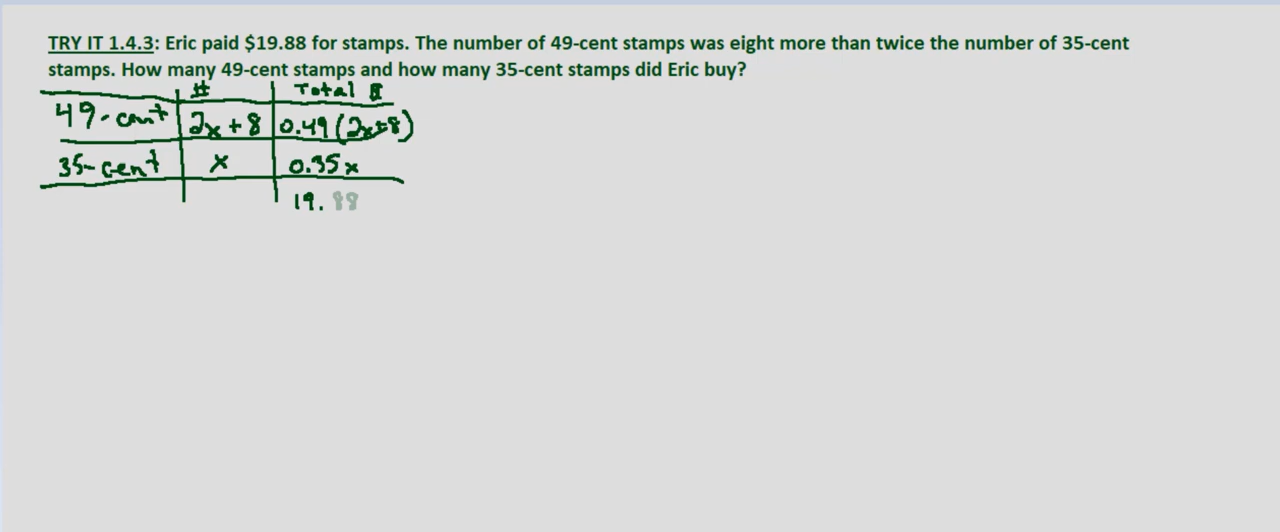 TRY IT 1.4.3: Eric paid $19.88 for stamps. The number of 49-cent stamps was eight more than twice the number of 35-cent
stamps. How many 49-cent stamps and how many 35-cent stamps did Eric buy?
# Total $
49-cent 2x+8 0.49(2x+8)
35-cent x 0.35x
19.88